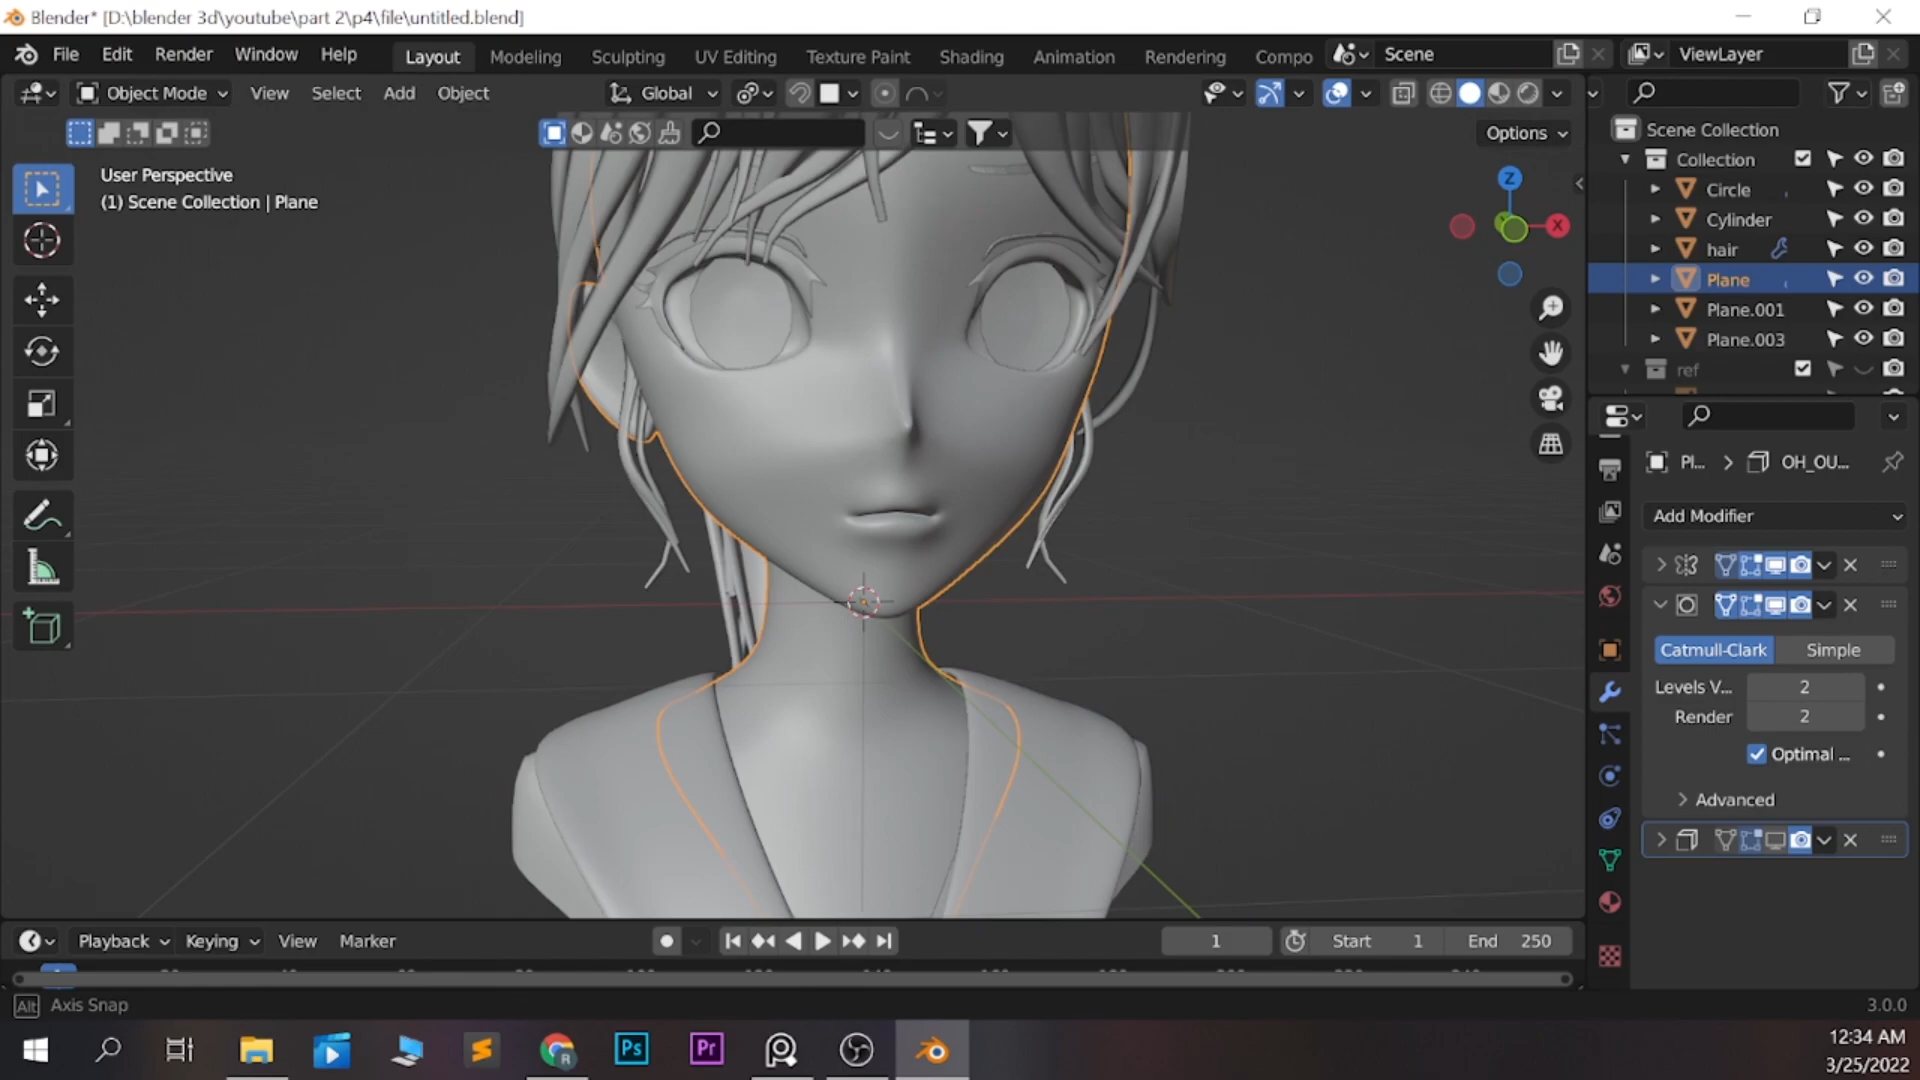 Blender* [D:\blender 3d\youtube\part 2\p4\file\untitled.blend]
File Edit Render Window Help Layout Modeling Sculpting UV Editing Texture Paint Shading Animation Rendering Compo Scene ViewLayer
Object Mode View Select Add Object Global
Options
User Perspective
(1) Scene Collection | Plane
Z
X
Scene Collection
Collection
Circle
Cylinder
hair
Plane
Plane.001
Plane.003
ref
Pl... OH_OU...
Add Modifier
Catmull-Clark Simple
Levels V... 2
Render 2
Optimal ...
Advanced
Playback Keying View Marker 1 Start 1 End 250
Alt Axis Snap 3.0.0
R Ps Pr
12:34 AM
3/25/2022